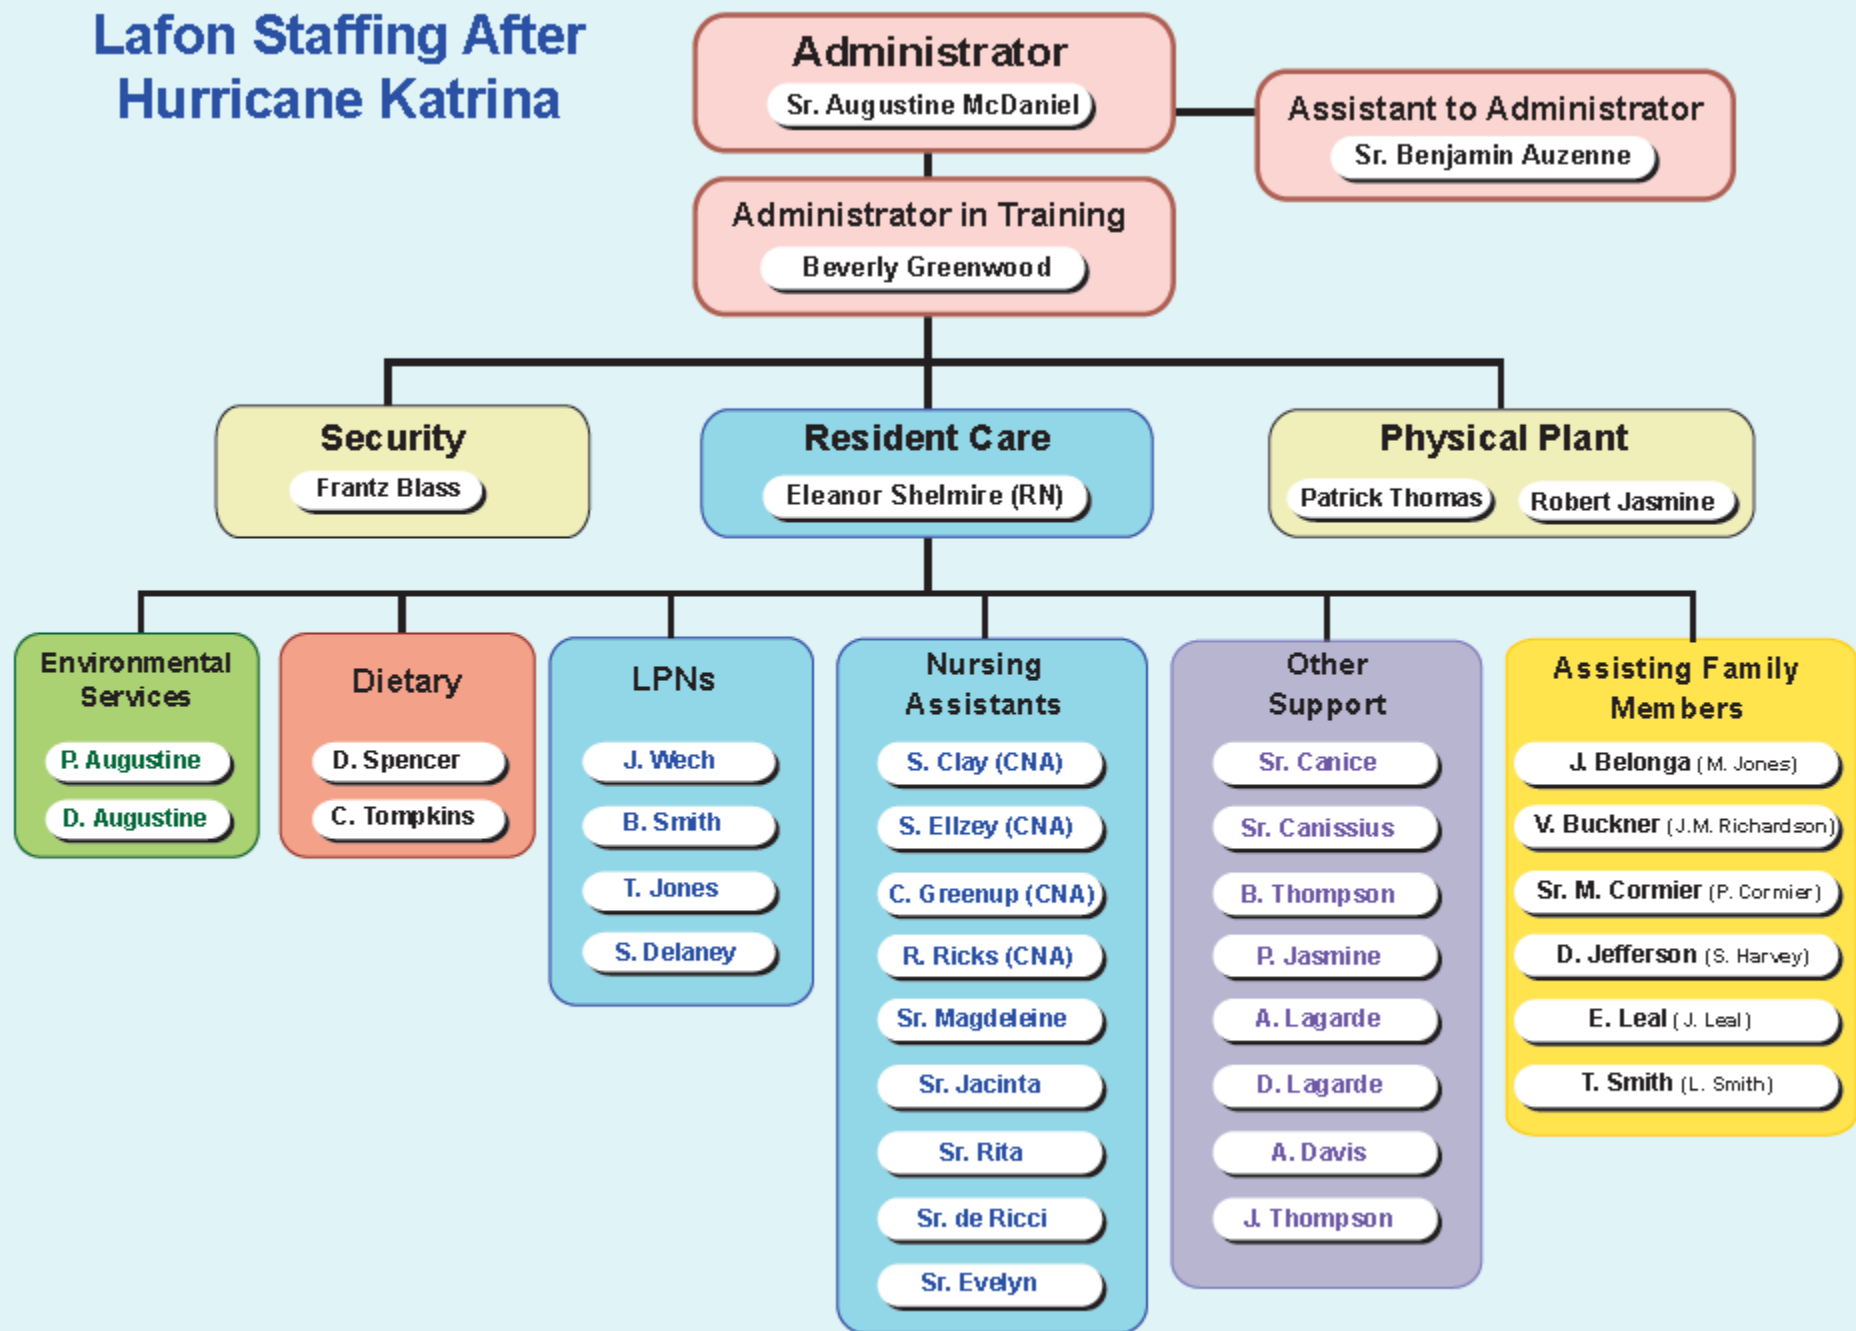 Lafon Staffing After
Hurricane Katrina
Administrator
Sr. Augustine McDaniel
Assistant to Administrator
Sr. Benjamin Auzenne
Administrator in Training
Beverly Greenwood
Security
Frantz Blass
Resident Care
Eleanor Shelmire (RN)
Physical Plant
Patrick Thomas
Robert Jasmine
Environmental
Services
P. Augustine
D. Augustine
Dietary
D. Spencer
C. Tompkins
LPNs
J. Wech
B. Smith
T. Jones
S. Delaney
Nursing
Assistants
S. Clay (CNA)
S. Ellzey (CNA)
C. Greenup (CNA)
R. Ricks (CNA)
Sr. Magdeleine
Sr. Jacinta
Sr. Rita
Sr. de Ricci
Sr. Evelyn
Other
Support
Sr. Canice
Sr. Canissius
B. Thompson
P. Jasmine
A. Lagarde
D. Lagarde
A. Davis
J. Thompson
Assisting Family
Members
J. Belonga (M. Jones)
V. Buckner (J.M. Richardson)
Sr. M. Cormier (P. Cormier)
D. Jefferson (S. Harvey)
E. Leal (J. Leal)
T. Smith (L. Smith)